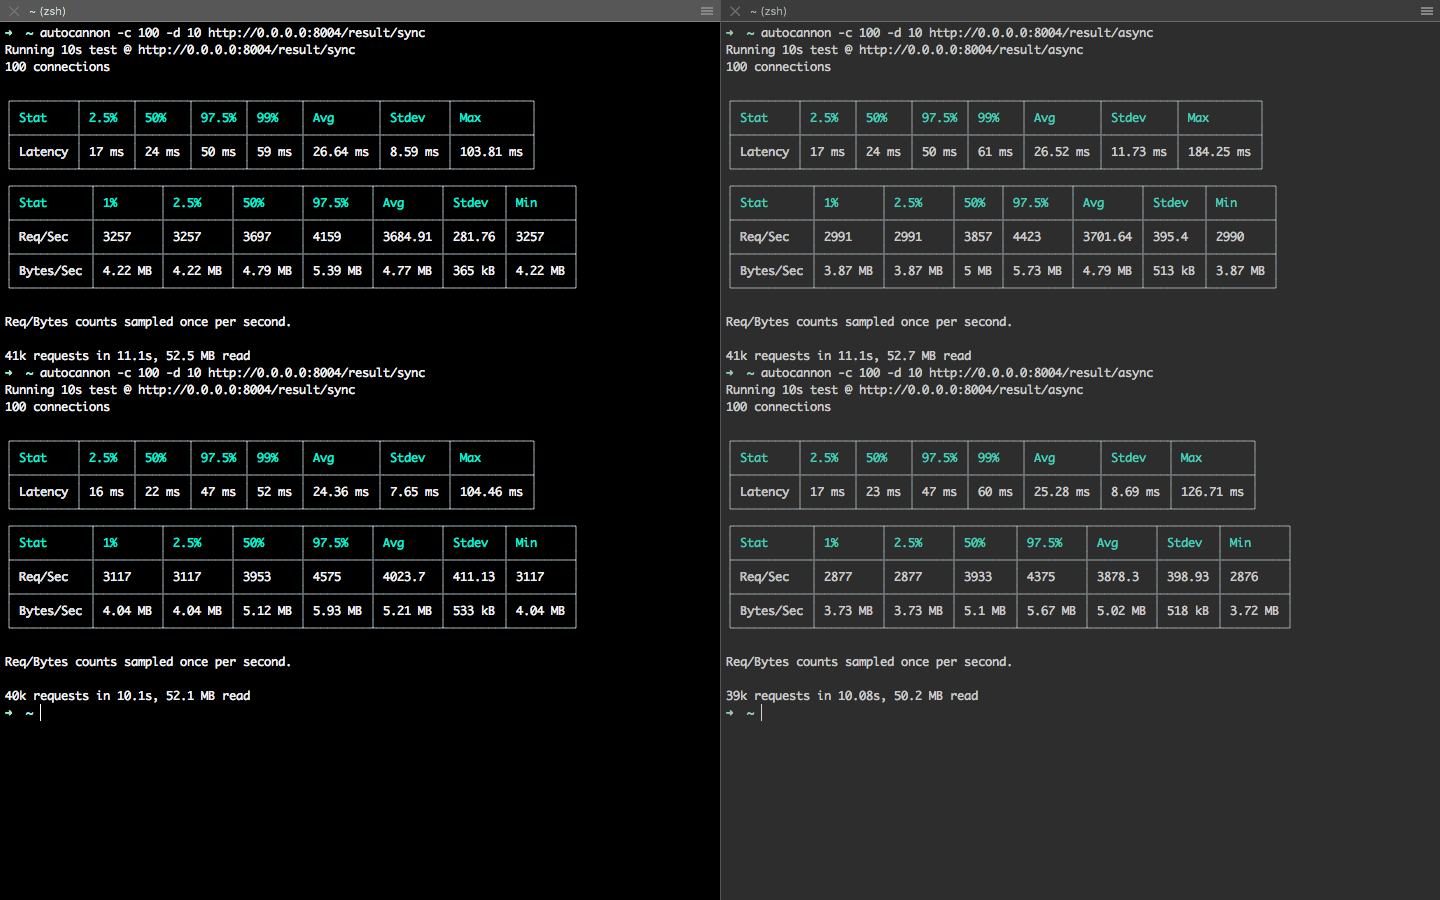 ~ (zsh)
➜ ~ autocannon -c 100 -d 10 http://0.0.0.0:8004/result/sync
Running 10s test @ http://0.0.0.0:8004/result/sync
100 connections
Stat 2.5% 50% 97.5% 99% Avg Stdev Max
Latency 17 ms 24 ms 50 ms 59 ms 26.64 ms 8.59 ms 103.81 ms
Stat 1% 2.5% 50% 97.5% Avg Stdev Min
Req/Sec 3257 3257 3697 4159 3684.91 281.76 3257
Bytes/Sec 4.22 MB 4.22 MB 4.79 MB 5.39 MB 4.77 MB 365 kB 4.22 MB
Req/Bytes counts sampled once per second.
41k requests in 11.1s, 52.5 MB read
➜ ~ autocannon -c 100 -d 10 http://0.0.0.0:8004/result/sync
Running 10s test @ http://0.0.0.0:8004/result/sync
100 connections
Stat 2.5% 50% 97.5% 99% Avg Stdev Max
Latency 16 ms 22 ms 47 ms 52 ms 24.36 ms 7.65 ms 104.46 ms
Stat 1% 2.5% 50% 97.5% Avg Stdev Min
Req/Sec 3117 3117 3953 4575 4023.7 411.13 3117
Bytes/Sec 4.04 MB 4.04 MB 5.12 MB 5.93 MB 5.21 MB 533 kB 4.04 MB
Req/Bytes counts sampled once per second.
40k requests in 10.1s, 52.1 MB read
➜ ~
~ (zsh)
➜ ~ autocannon -c 100 -d 10 http://0.0.0.0:8004/result/async
Running 10s test @ http://0.0.0.0:8004/result/async
100 connections
Stat 2.5% 50% 97.5% 99% Avg Stdev Max
Latency 17 ms 24 ms 50 ms 61 ms 26.52 ms 11.73 ms 184.25 ms
Stat 1% 2.5% 50% 97.5% Avg Stdev Min
Req/Sec 2991 2991 3857 4423 3701.64 395.4 2990
Bytes/Sec 3.87 MB 3.87 MB 5 MB 5.73 MB 4.79 MB 513 kB 3.87 MB
Req/Bytes counts sampled once per second.
41k requests in 11.1s, 52.7 MB read
➜ ~ autocannon -c 100 -d 10 http://0.0.0.0:8004/result/async
Running 10s test @ http://0.0.0.0:8004/result/async
100 connections
Stat 2.5% 50% 97.5% 99% Avg Stdev Max
Latency 17 ms 23 ms 47 ms 60 ms 25.28 ms 8.69 ms 126.71 ms
Stat 1% 2.5% 50% 97.5% Avg Stdev Min
Req/Sec 2877 2877 3933 4375 3878.3 398.93 2876
Bytes/Sec 3.73 MB 3.73 MB 5.1 MB 5.67 MB 5.02 MB 518 kB 3.72 MB
Req/Bytes counts sampled once per second.
39k requests in 10.08s, 50.2 MB read
➜ ~